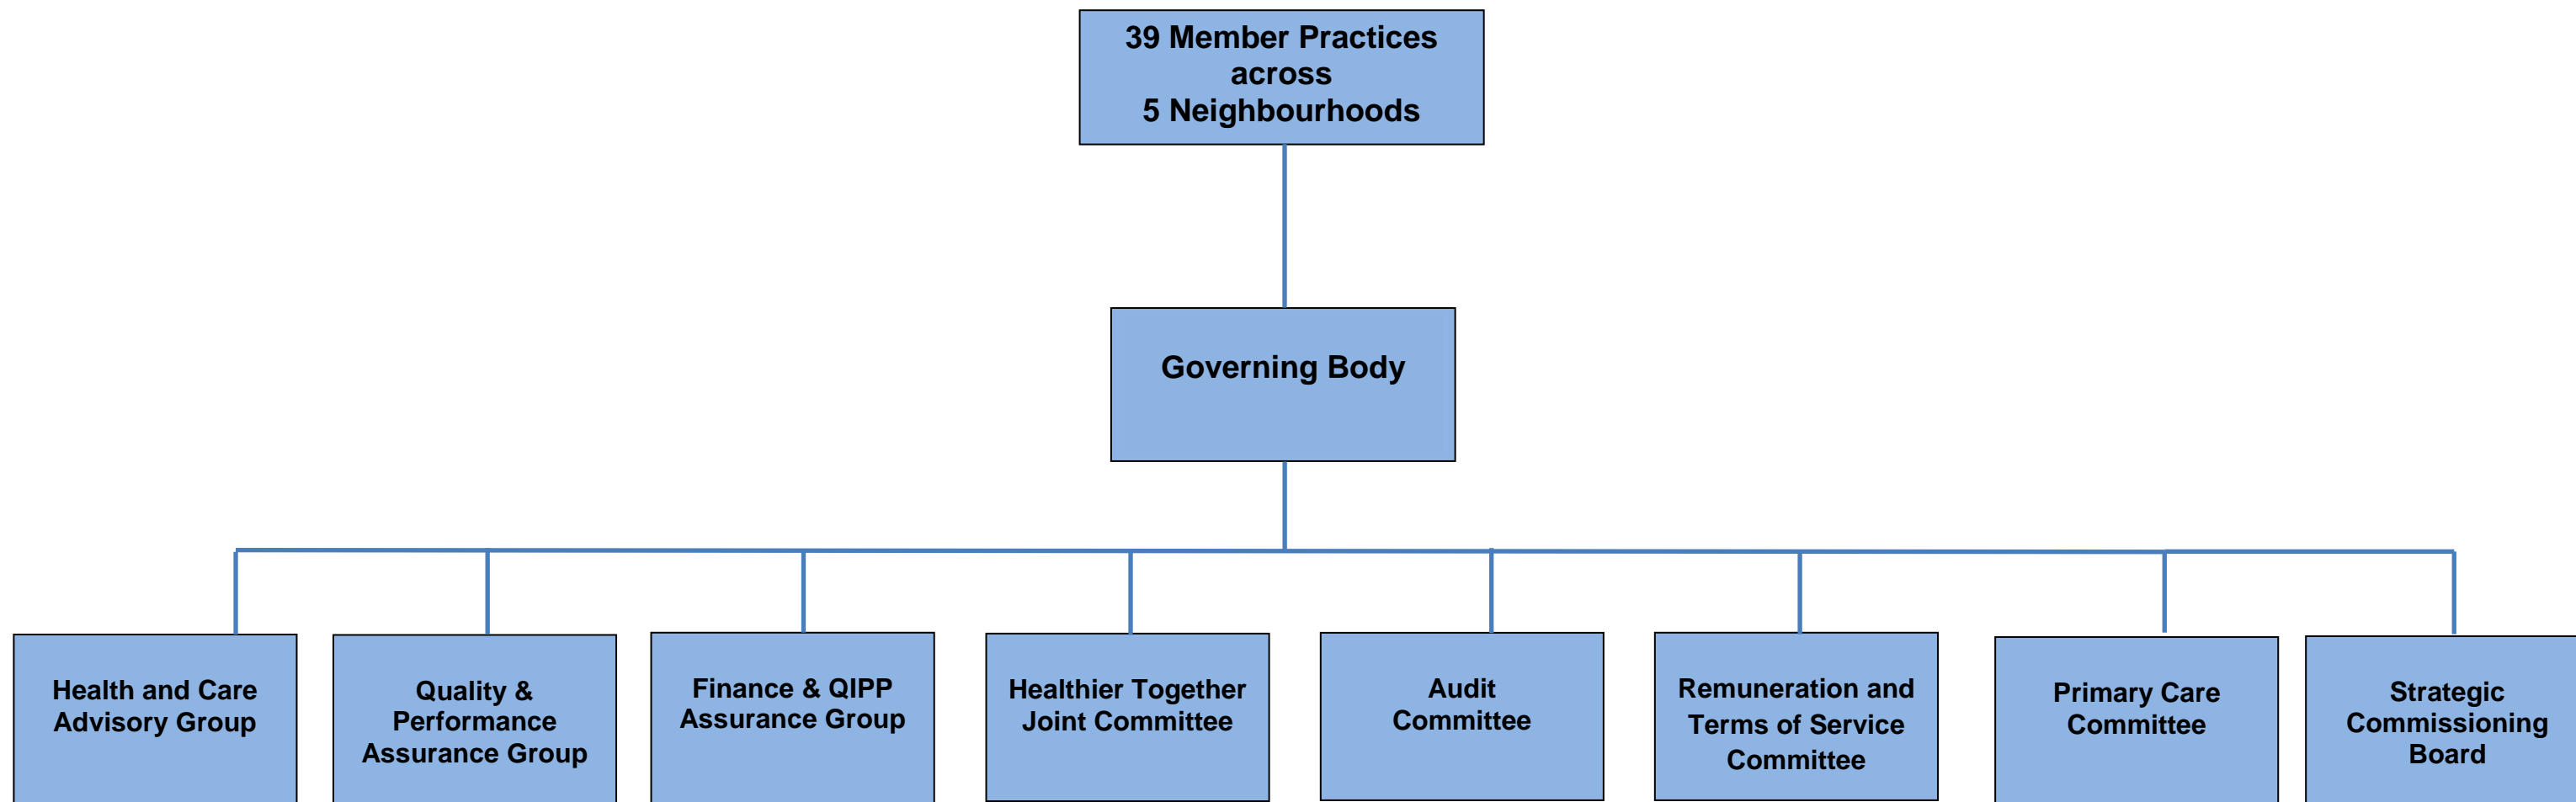 39 Member Practices
across
5 Neighbourhoods
Governing Body
Health and Care
Advisory Group
Quality &
Performance
Assurance Group
Finance & QIPP
Assurance Group
Healthier Together
Joint Committee
Audit
Committee
Remuneration and
Terms of Service
Committee
Primary Care
Committee
Strategic
Commissioning
Board